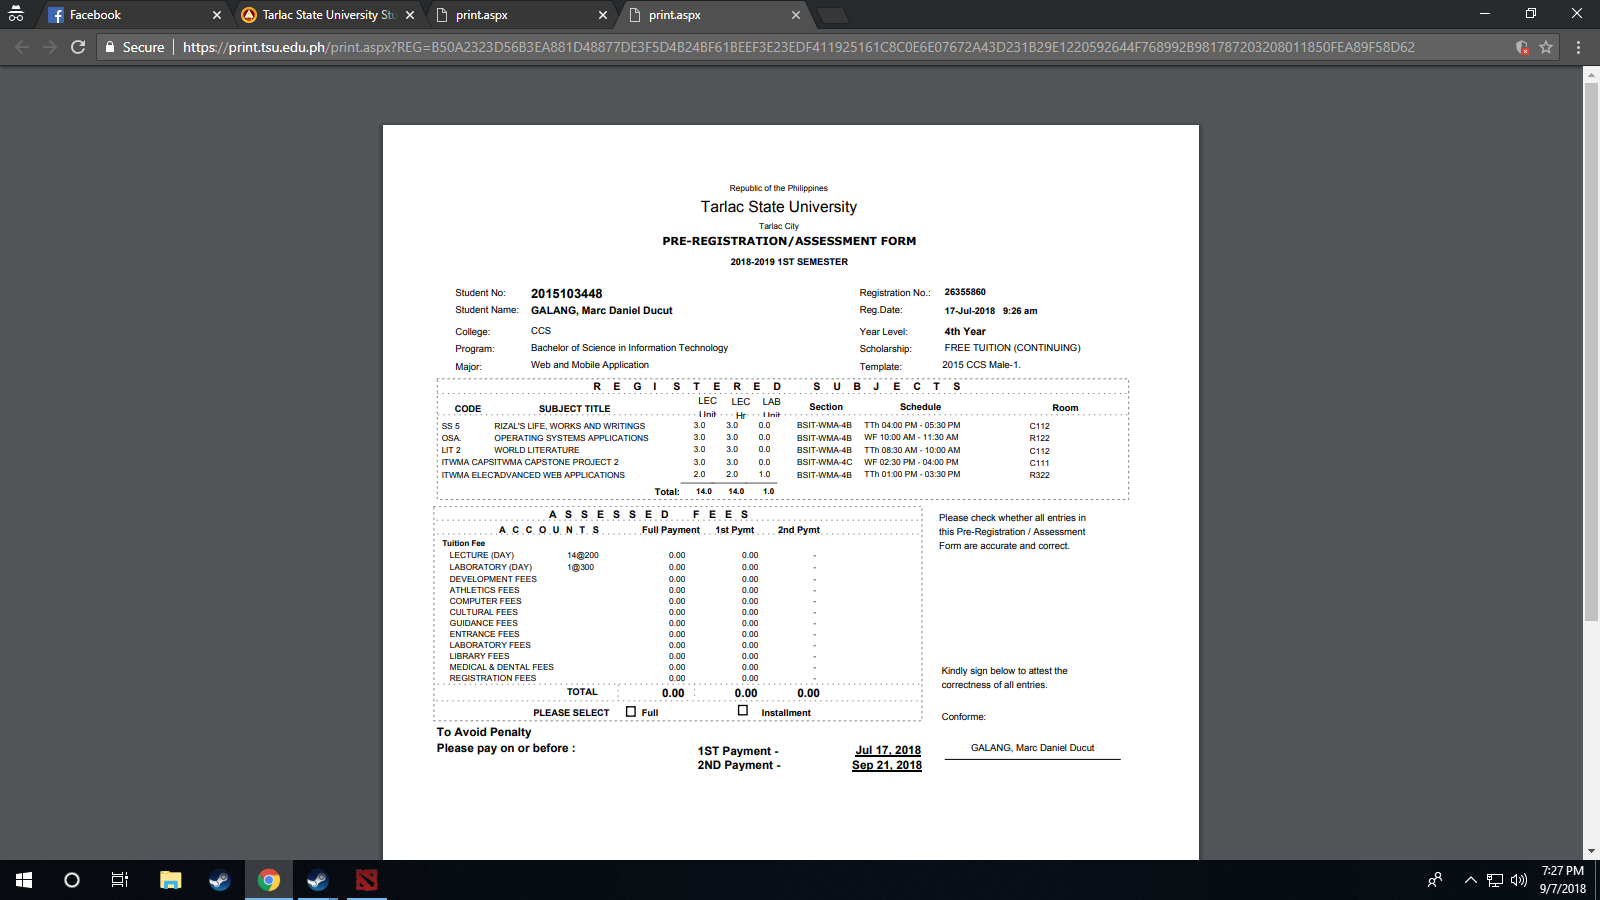 Facebook
Tarlac State University Stu
print.aspx
print.aspx
Secure
https://print.tsu.edu.ph/print.aspx?REG=B50A2323D56B3EA881D48877DE3F5D4B24BF61BEEF3E23EDF411925161C8C0E6E07672A43D231B29E1220592644F768992B981787203208011850FEA89F58D62
Republic of the Philippines
Tarlac State University
Tarlac City
PRE-REGISTRATION/ASSESSMENT FORM
2018-2019 1ST SEMESTER
Student No: 2015103448 Registration No.: 26355860
Student Name: GALANG, Marc Daniel Ducut Reg.Date: 17-Jul-2018 9:26 am
College: CCS Year Level: 4th Year
Program: Bachelor of Science in Information Technology Scholarship: FREE TUITION (CONTINUING)
Major: Web and Mobile Application Template: 2015 CCS Male-1.
REGISTERED SUBJECTS
CODE SUBJECT TITLE LEC Unit LEC Hr LAB Unit Section Schedule Room
SS 5 RIZAL'S LIFE, WORKS AND WRITINGS 3.0 3.0 0.0 BSIT-WMA-4B TTh 04:00 PM - 05:30 PM C112
OSA. OPERATING SYSTEMS APPLICATIONS 3.0 3.0 0.0 BSIT-WMA-4B WF 10:00 AM - 11:30 AM R122
LIT 2 WORLD LITERATURE 3.0 3.0 0.0 BSIT-WMA-4B TTh 08:30 AM - 10:00 AM C112
ITWMA CAPS ITWMA CAPSTONE PROJECT 2 3.0 3.0 0.0 BSIT-WMA-4C WF 02:30 PM - 04:00 PM C111
ITWMA ELEC ADVANCED WEB APPLICATIONS 2.0 2.0 1.0 BSIT-WMA-4B TTh 01:00 PM - 03:30 PM R322
Total: 14.0 14.0 1.0
ASSESSED FEES
ACCOUNTS Full Payment 1st Pymt 2nd Pymt
Tuition Fee
LECTURE (DAY) 14@200 0.00 0.00 -
LABORATORY (DAY) 1@300 0.00 0.00 -
DEVELOPMENT FEES 0.00 0.00 -
ATHLETICS FEES 0.00 0.00 -
COMPUTER FEES 0.00 0.00 -
CULTURAL FEES 0.00 0.00 -
GUIDANCE FEES 0.00 0.00 -
ENTRANCE FEES 0.00 0.00 -
LABORATORY FEES 0.00 0.00 -
LIBRARY FEES 0.00 0.00 -
MEDICAL & DENTAL FEES 0.00 0.00 -
REGISTRATION FEES 0.00 0.00 -
TOTAL 0.00 0.00 0.00
PLEASE SELECT Full Installment
To Avoid Penalty
Please pay on or before :
1ST Payment - Jul 17, 2018
2ND Payment - Sep 21, 2018
Please check whether all entries in
this Pre-Registration / Assessment
Form are accurate and correct.
Kindly sign below to attest the
correctness of all entries.
Conforme:
GALANG, Marc Daniel Ducut
7:27 PM
9/7/2018